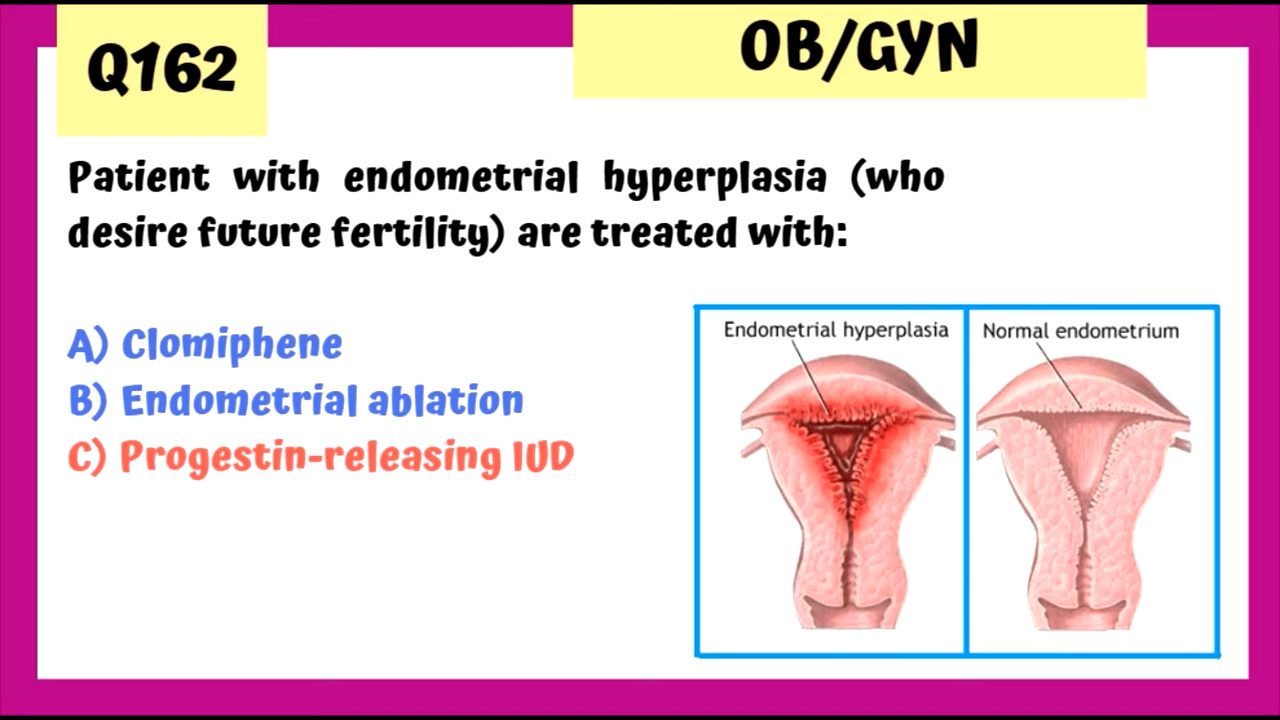 Q162
OB/GYN
Patient with endometrial hyperplasia (who
desire future fertility) are treated with:
A) Clomiphene
B) Endometrial ablation
C) Progestin-releasing IUD
Endometrial hyperplasia
Normal endometrium